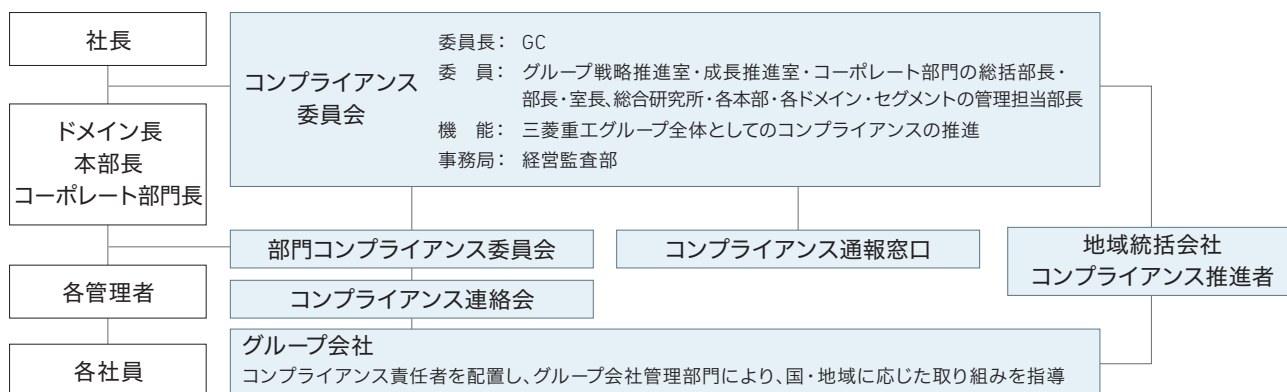 社長
ドメイン長
本部長
コーポレート部門長
各管理者
各社員
コンプライアンス
委員会
委員長： GC
委　員： グループ戦略推進室・成長推進室・コーポレート部門の総括部長・
部長・室長、総合研究所・各本部・各ドメイン・セグメントの管理担当部長
機　能： 三菱重工グループ全体としてのコンプライアンスの推進
事務局： 経営監査部
部門コンプライアンス委員会
コンプライアンス通報窓口
地域統括会社
コンプライアンス推進者
コンプライアンス連絡会
グループ会社
コンプライアンス責任者を配置し、グループ会社管理部門により、国・地域に応じた取り組みを指導